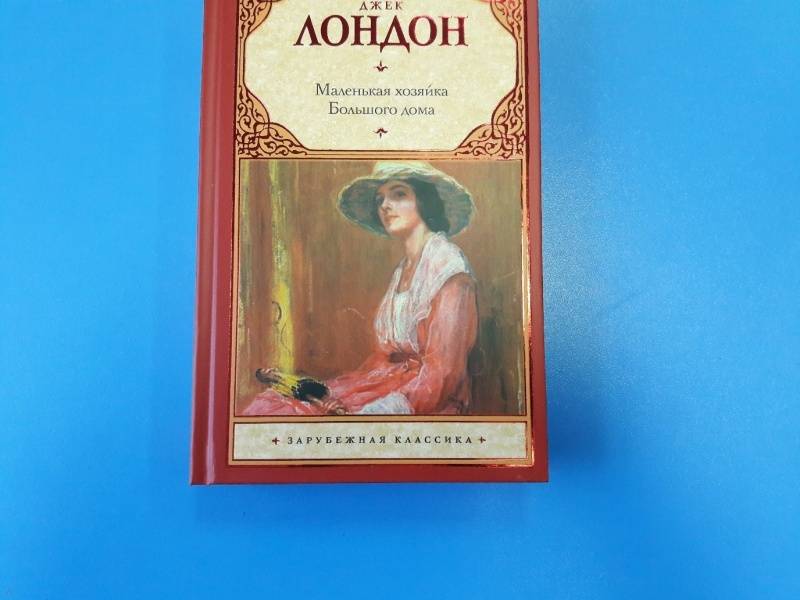 ДЖЕК
ЛОНДОН
Маленькая хозяйка
Большого дома
ЗАРУБЕЖНАЯ КЛАССИКА